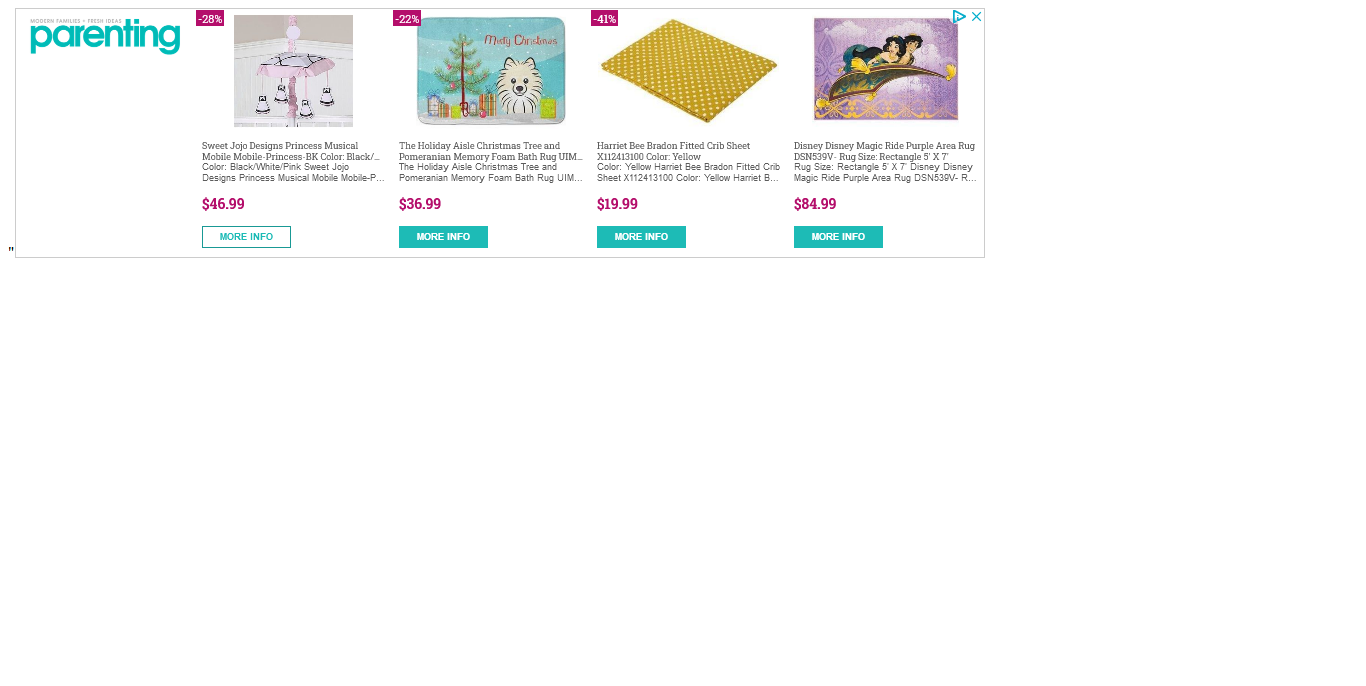 MODERN FAMILIES + FRESH IDEAS
parenting
-28%
Sweet Jojo Designs Princess Musical
Mobile Mobile-Princess-BK Color: Black/...
Color: Black/White/Pink Sweet Jojo
Designs Princess Musical Mobile Mobile-P...
$46.99
MORE INFO
-22%
Misty Christmas
The Holiday Aisle Christmas Tree and
Pomeranian Memory Foam Bath Rug UIM...
The Holiday Aisle Christmas Tree and
Pomeranian Memory Foam Bath Rug UIM...
$36.99
MORE INFO
-41%
Harriet Bee Bradon Fitted Crib Sheet
X112413100 Color: Yellow
Color: Yellow Harriet Bee Bradon Fitted Crib
Sheet X112413100 Color: Yellow Harriet B...
$19.99
MORE INFO
Disney Disney Magic Ride Purple Area Rug
DSN539V- Rug Size: Rectangle 5' X 7'
Rug Size: Rectangle 5' X 7' Disney Disney
Magic Ride Purple Area Rug DSN539V- R...
$84.99
MORE INFO
"